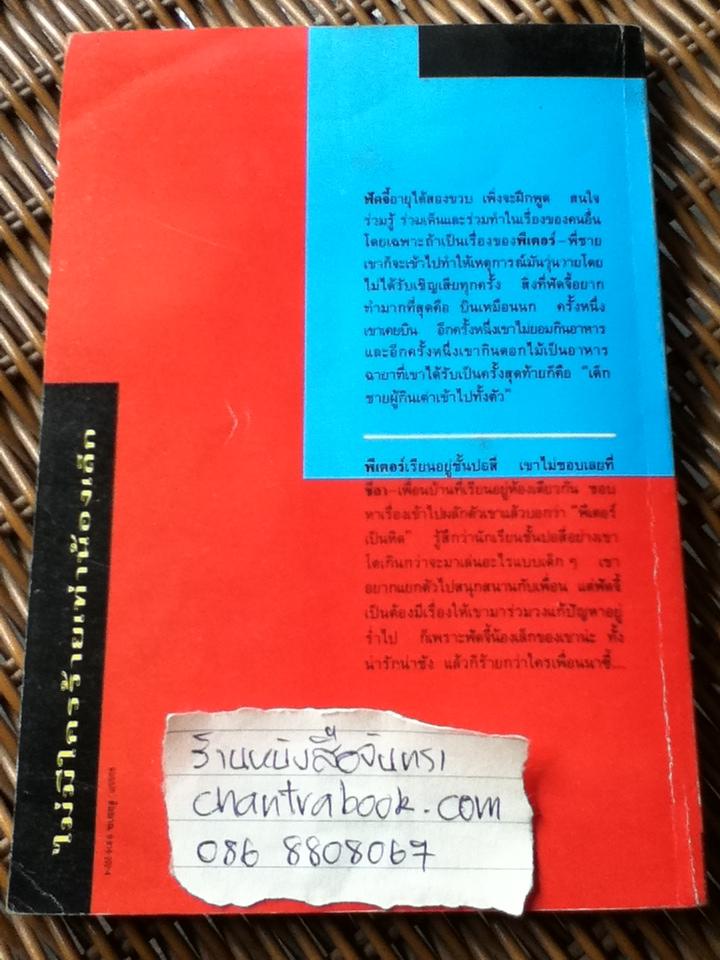 ฟัดจี้อายุได้สองขวบ เพิ่งจะฝึกพูด สนใจ
ร่วมรู้ ร่วมเห็นและร่วมทำในเรื่องของคนอื่น
โดยเฉพาะถ้าเป็นเรื่องของพีเตอร์–พี่ชาย
เขาก็จะเข้าไปทำให้เหตุการณ์มันวุ่นวายโดย
ไม่ได้รับเชิญเสียทุกครั้ง สิ่งที่ฟัดจี้อยาก
ทำมากที่สุดคือ บินเหมือนนก ครั้งหนึ่ง
เขาเคยบิน อีกครั้งหนึ่งเขาไม่ยอมกินอาหาร
และอีกครั้งหนึ่งเขากินดอกไม้เป็นอาหาร
ฉายาที่เขาได้รับเป็นครั้งสุดท้ายก็คือ "เด็ก
ชายผู้กินเต่าเข้าไปทั้งตัว"
พีเตอร์เรียนอยู่ชั้นปอสี่ เขาไม่ชอบเลยที่
ชีลา–เพื่อนบ้านที่เรียนอยู่ห้องเดียวกัน ชอบ
หาเรื่องเข้าไปผลักตัวเขาแล้วบอกว่า "พีเตอร์
เป็นหิด" รู้สึกว่านักเรียนชั้นปอสี่อย่างเขา
โตเกินกว่าจะมาเล่นอะไรแบบเด็ก ๆ เขา
อยากแยกตัวไปสนุกสนานกับเพื่อน แต่ฟัดจี้
เป็นต้องมีเรื่องให้เขามาร่วมวงแก้ปัญหาอยู่
ร่ำไป ก็เพราะฟัดจี้น้องเล็กของเขาน่ะ ทั้ง
น่ารักน่าชัง แล้วก็ร้ายกว่าใครเพื่อนนาซี้....
ไม่มีใครร้ายเท่าน้องเล็ก
ร้านหนังสือจันทรา
chantrabook.com
086 8808067